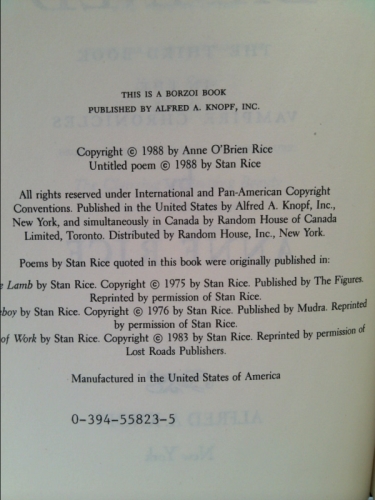 THIS IS A BORZOI BOOK
PUBLISHED BY ALFRED A. KNOPF, INC.
Copyright © 1988 by Anne O'Brien Rice
Untitled poem © 1988 by Stan Rice
All rights reserved under International and Pan-American Copyright
Conventions. Published in the United States by Alfred A. Knopf, Inc.,
New York, and simultaneously in Canada by Random House of Canada
Limited, Toronto. Distributed by Random House, Inc., New York.
Poems by Stan Rice quoted in this book were originally published in:
Lamb by Stan Rice. Copyright © 1975 by Stan Rice. Published by The Figures.
Reprinted by permission of Stan Rice.
by Stan Rice. Copyright © 1976 by Stan Rice. Published by Mudra. Reprinted
by permission of Stan Rice.
of Work by Stan Rice. Copyright © 1983 by Stan Rice. Reprinted by permission of
Lost Roads Publishers.
Manufactured in the United States of America
0-394-55823-5